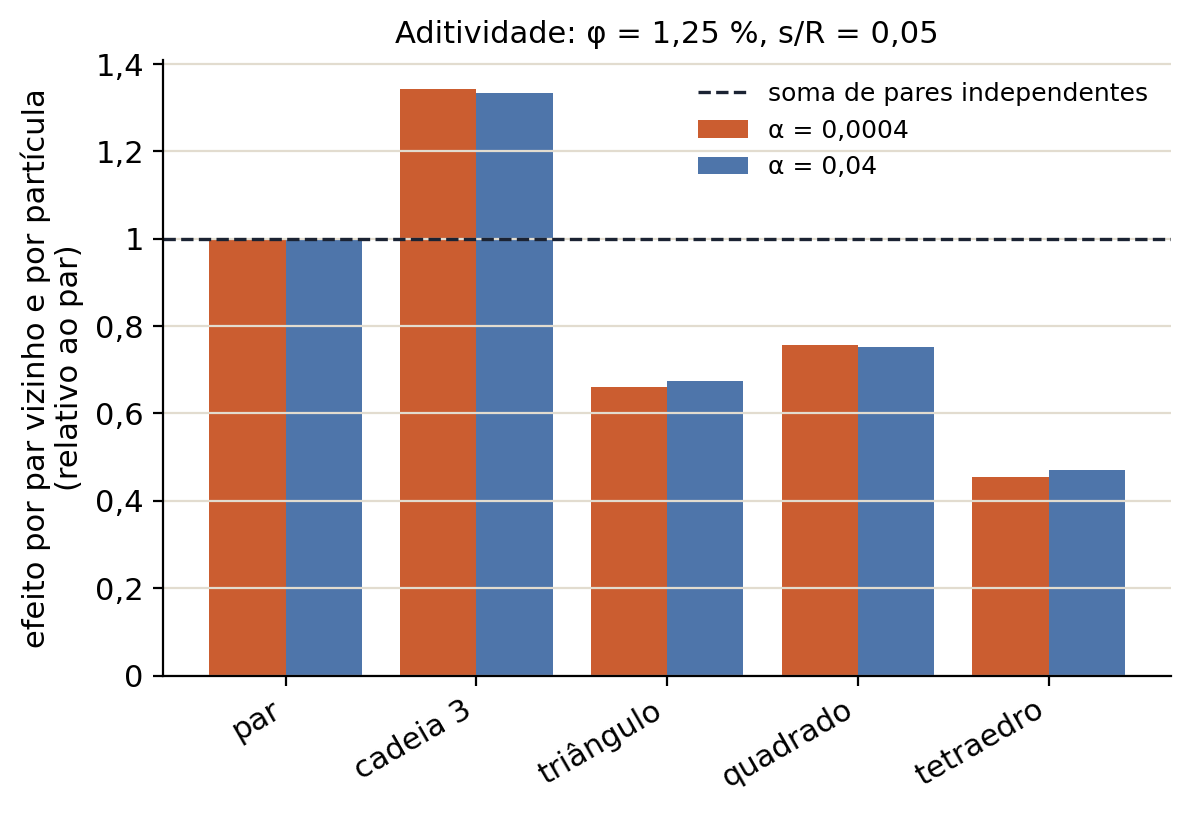 Aditividade: φ = 1,25 %, s/R = 0,05
efeito por par vizinho e por partícula
(relativo ao par)
1,4
1,2
1
0,8
0,6
0,4
0,2
0
soma de pares independentes
α = 0,0004
α = 0,04
par
cadeia 3
triângulo
quadrado
tetraedro